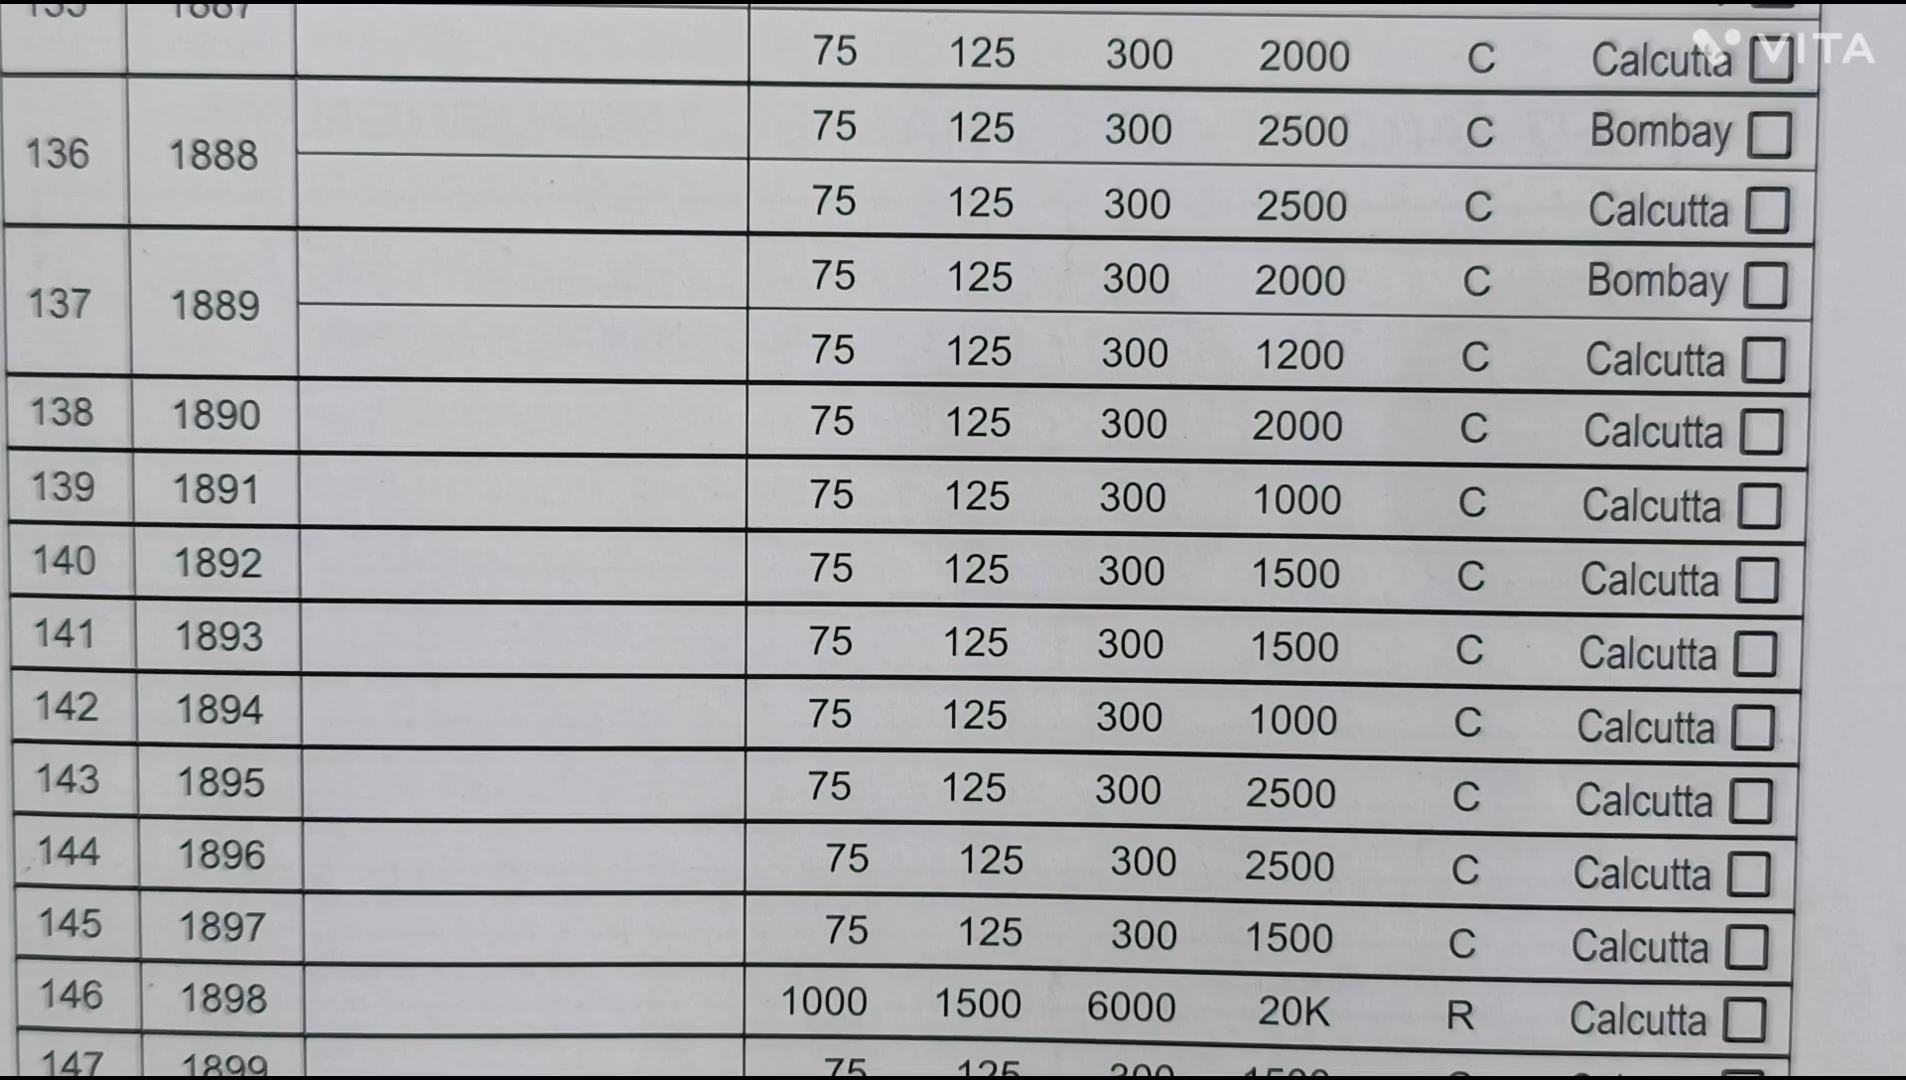 135 1887
75 125 300 2000 C Calcutta
VITA
136 1888 75 125 300 2500 C Bombay
75 125 300 2500 C Calcutta
137 1889 75 125 300 2000 C Bombay
75 125 300 1200 C Calcutta
138 1890 75 125 300 2000 C Calcutta
139 1891 75 125 300 1000 C Calcutta
140 1892 75 125 300 1500 C Calcutta
141 1893 75 125 300 1500 C Calcutta
142 1894 75 125 300 1000 C Calcutta
143 1895 75 125 300 2500 C Calcutta
144 1896 75 125 300 2500 C Calcutta
145 1897 75 125 300 1500 C Calcutta
146 1898 1000 1500 6000 20K R Calcutta
147 1899 75 125 300 1500